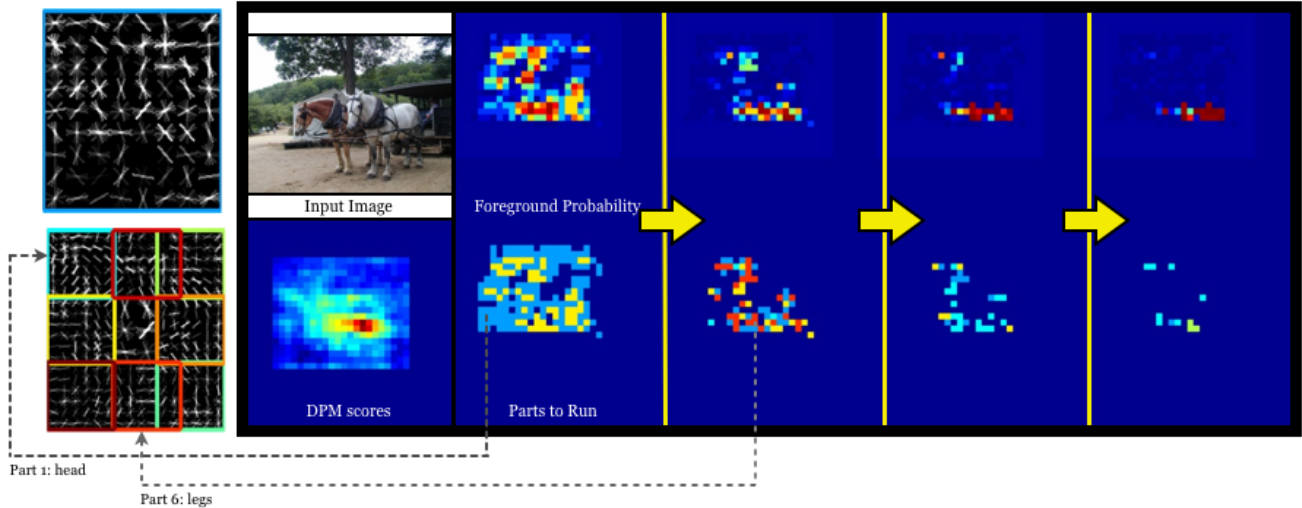 Input Image
Foreground Probability
DPM scores
Parts to Run
Part 1: head
Part 6: legs